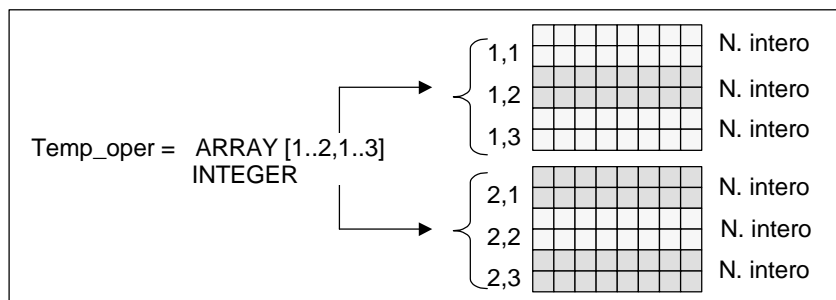 Temp_oper = ARRAY [1..2,1..3]
INTEGER
1,1 N. intero
1,2 N. intero
1,3 N. intero
2,1 N. intero
2,2 N. intero
2,3 N. intero